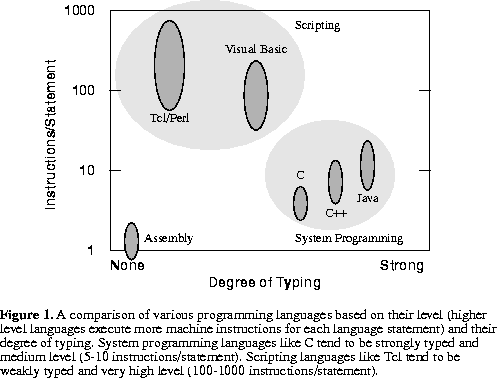 1000
Scripting
Visual Basic
Instructions/Statement
100
Tcl/Perl
10
C
C++
Java
Assembly
System Programming
1
None
Strong
Degree of Typing
Figure 1. A comparison of various programming languages based on their level (higher
level languages execute more machine instructions for each language statement) and their
degree of typing. System programming languages like C tend to be strongly typed and
medium level (5-10 instructions/statement). Scripting languages like Tcl tend to be
weakly typed and very high level (100-1000 instructions/statement).